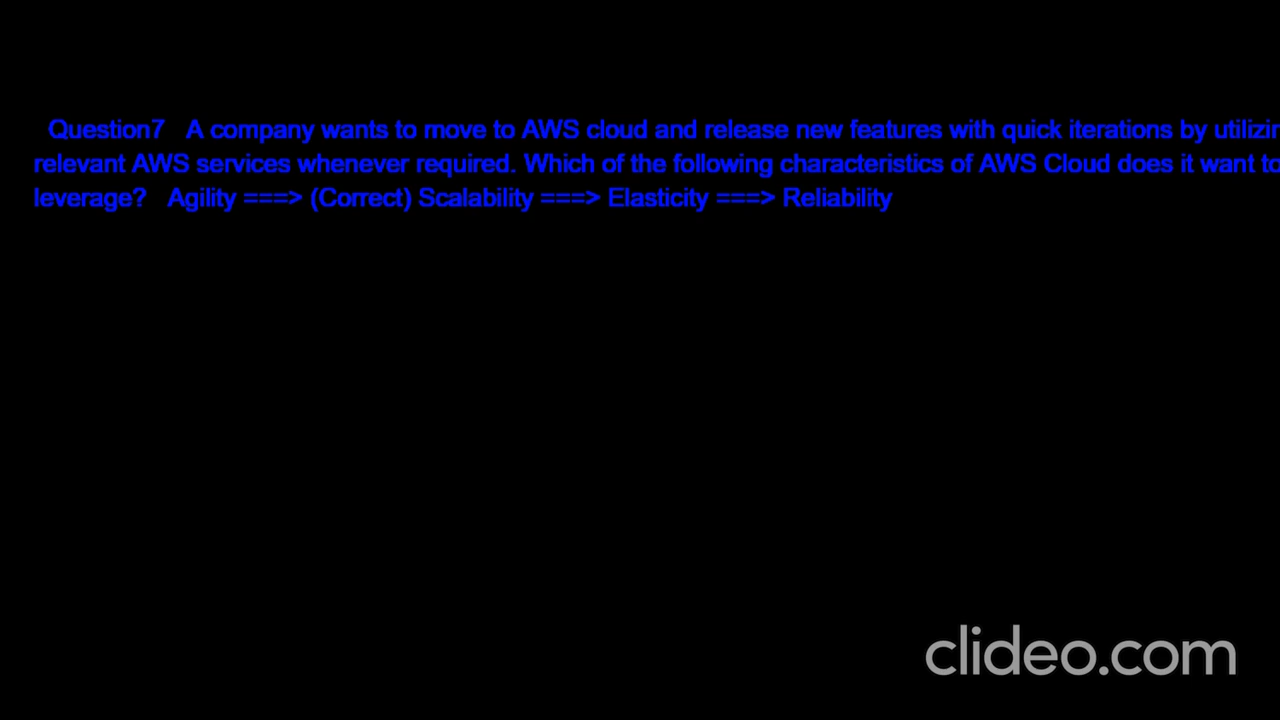 Question7 A company wants to move to AWS cloud and release new features with quick iterations by
relevant AWS services whenever required. Which of the following characteristics of AWS Cloud does it want to
leverage? Agility ===> (Correct) Scalability ===> Elasticity ===> Reliability
clideo.com